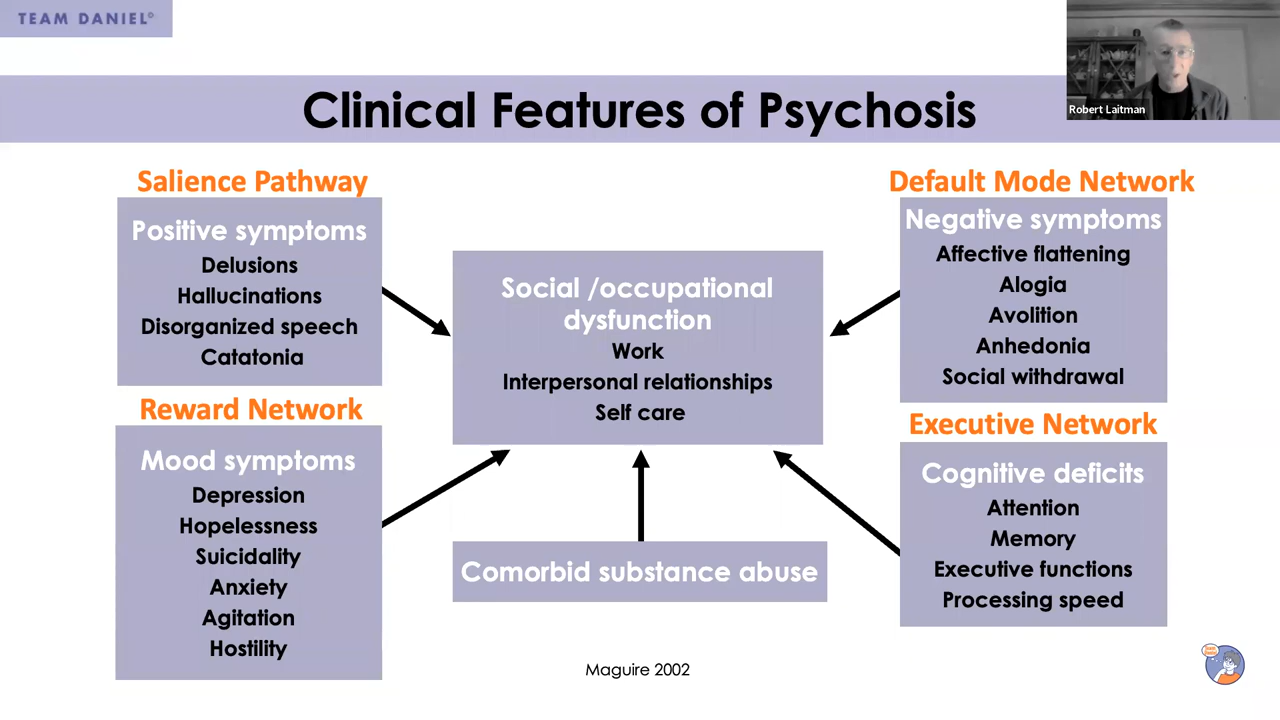 TEAM DANIEL©
Robert Laitman
Clinical Features of Psychosis
Salience Pathway
Positive symptoms
Delusions
Hallucinations
Disorganized speech
Catatonia
Reward Network
Mood symptoms
Depression
Hopelessness
Suicidality
Anxiety
Agitation
Hostility
Social /occupational
dysfunction
Work
Interpersonal relationships
Self care
Comorbid substance abuse
Maguire 2002
Default Mode Network
Negative symptoms
Affective flattening
Alogia
Avolition
Anhedonia
Social withdrawal
Executive Network
Cognitive deficits
Attention
Memory
Executive functions
Processing speed